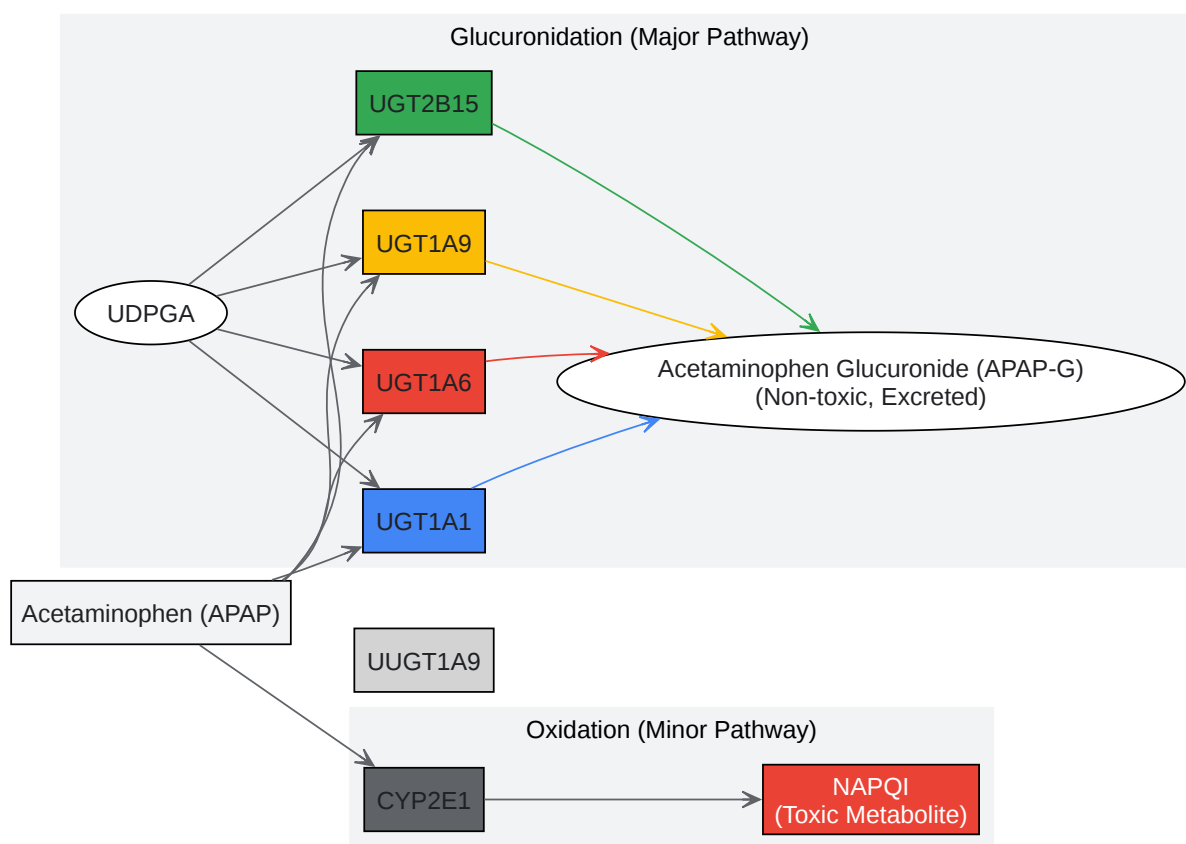 Glucuronidation (Major Pathway)
UGT2B15
UGT1A9
UDPGA
UGT1A6
Acetaminophen Glucuronide (APAP-G)
(Non-toxic, Excreted)
UGT1A1
Acetaminophen (APAP)
UUGT1A9
Oxidation (Minor Pathway)
CYP2E1
NAPQI
(Toxic Metabolite)